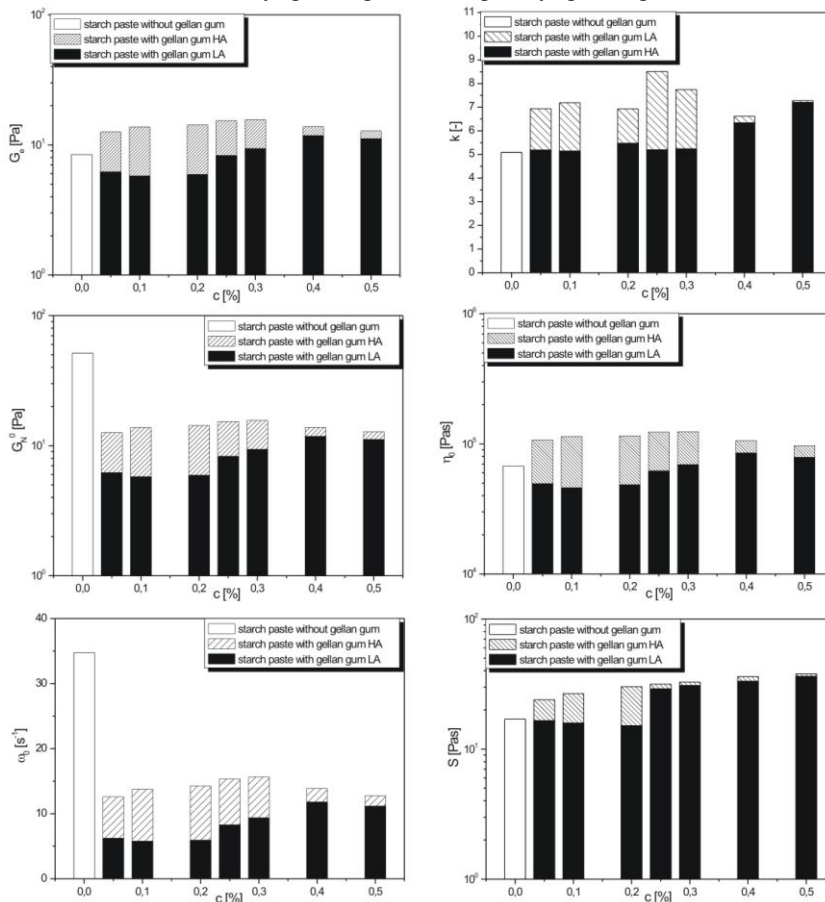 10²
10¹
10⁰
Gₑ [Pa]
starch paste without gellan gum
starch paste with gellan gum HA
starch paste with gellan gum LA
0,0 0,1 0,2 0,3 0,4 0,5
c [%]
11
10
9
8
7
6
5
4
3
2
1
0
k [-]
starch paste without gellan gum
starch paste with gellan gum LA
starch paste with gellan gum HA
0,0 0,1 0,2 0,3 0,4 0,5
c [%]
10²
10¹
10⁰
G_N⁰ [Pa]
starch paste without gellan gum
starch paste with gellan gum HA
starch paste with gellan gum LA
0,0 0,1 0,2 0,3 0,4 0,5
c [%]
10⁶
10⁵
10⁴
η₀ [Pas]
starch paste without gellan gum
starch paste with gellan gum HA
starch paste with gellan gum LA
0,0 0,1 0,2 0,3 0,4 0,5
c [%]
40
30
20
10
0
ω₀ [s⁻¹]
starch paste without gellan gum
starch paste with gellan gum HA
starch paste with gellan gum LA
0,0 0,1 0,2 0,3 0,4 0,5
c [%]
10²
10¹
10⁰
S [Pas]
starch paste without gellan gum
starch paste with gellan gum HA
starch paste with gellan gum LA
0,0 0,1 0,2 0,3 0,4 0,5
c [%]